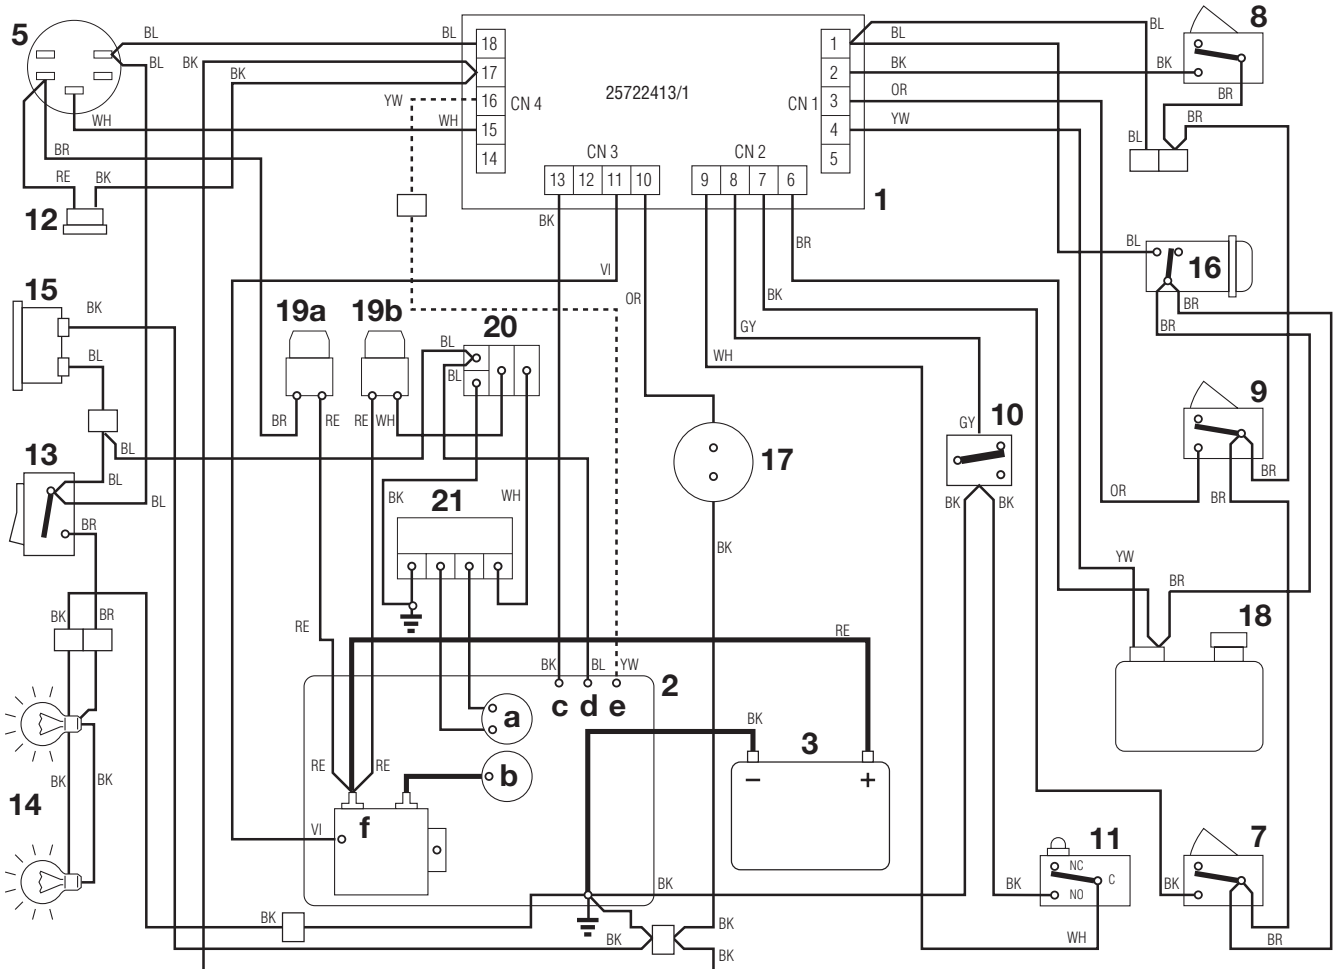 5
BL
BL
18
1
BL
BL
8
BL
BK
BK
17
2
BK
BK
YW
16
CN 4
25722413/1
CN 1
3
OR
BR
WH
WH
15
4
YW
BR
BL
BR
14
CN 3
CN 2
5
RE
BK
13
12
11
10
9
8
7
6
12
1
BK
BR
BL
16
VI
15
BK
OR
BK
BR
19a
19b
20
GY
BR
BL
BL
WH
BL
9
BR
RE
RE
WH
GY
10
BL
13
17
BL
BK
21
WH
BR
OR
BR
BL
BK
BK
BR
BK
YW
BK
BR
BR
RE
RE
18
BK
BL
YW
2
c
d
e
a
BK
3
RE
RE
b
–
+
BK
BK
14
VI
f
11
7
NC
C
BK
BK
NO
BK
BK
BK
BK
WH
BR
BK